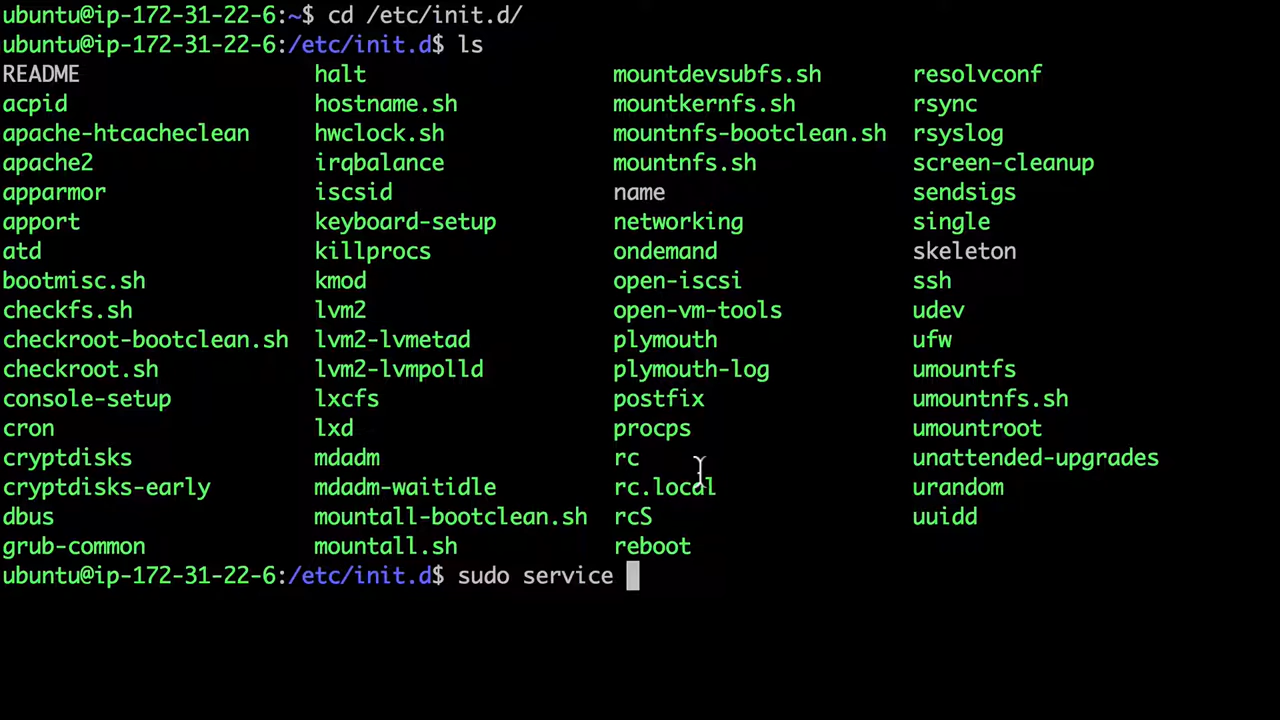 ubuntu@ip-172-31-22-6:~$ cd /etc/init.d/
ubuntu@ip-172-31-22-6:/etc/init.d$ ls
README halt mountdevsubfs.sh resolvconf
acpid hostname.sh mountkernfs.sh rsync
apache-htcacheclean hwclock.sh mountnfs-bootclean.sh rsyslog
apache2 irqbalance mountnfs.sh screen-cleanup
apparmor iscsid name sendsigs
apport keyboard-setup networking single
atd killprocs ondemand skeleton
bootmisc.sh kmod open-iscsi ssh
checkfs.sh lvm2 open-vm-tools udev
checkroot-bootclean.sh lvm2-lvmetad plymouth ufw
checkroot.sh lvm2-lvmpolld plymouth-log umountfs
console-setup lxcfs postfix umountnfs.sh
cron lxd procps umountroot
cryptdisks mdadm rc unattended-upgrades
cryptdisks-early mdadm-waitidle rc.local urandom
dbus mountall-bootclean.sh rcS uuidd
grub-common mountall.sh reboot
ubuntu@ip-172-31-22-6:/etc/init.d$ sudo service